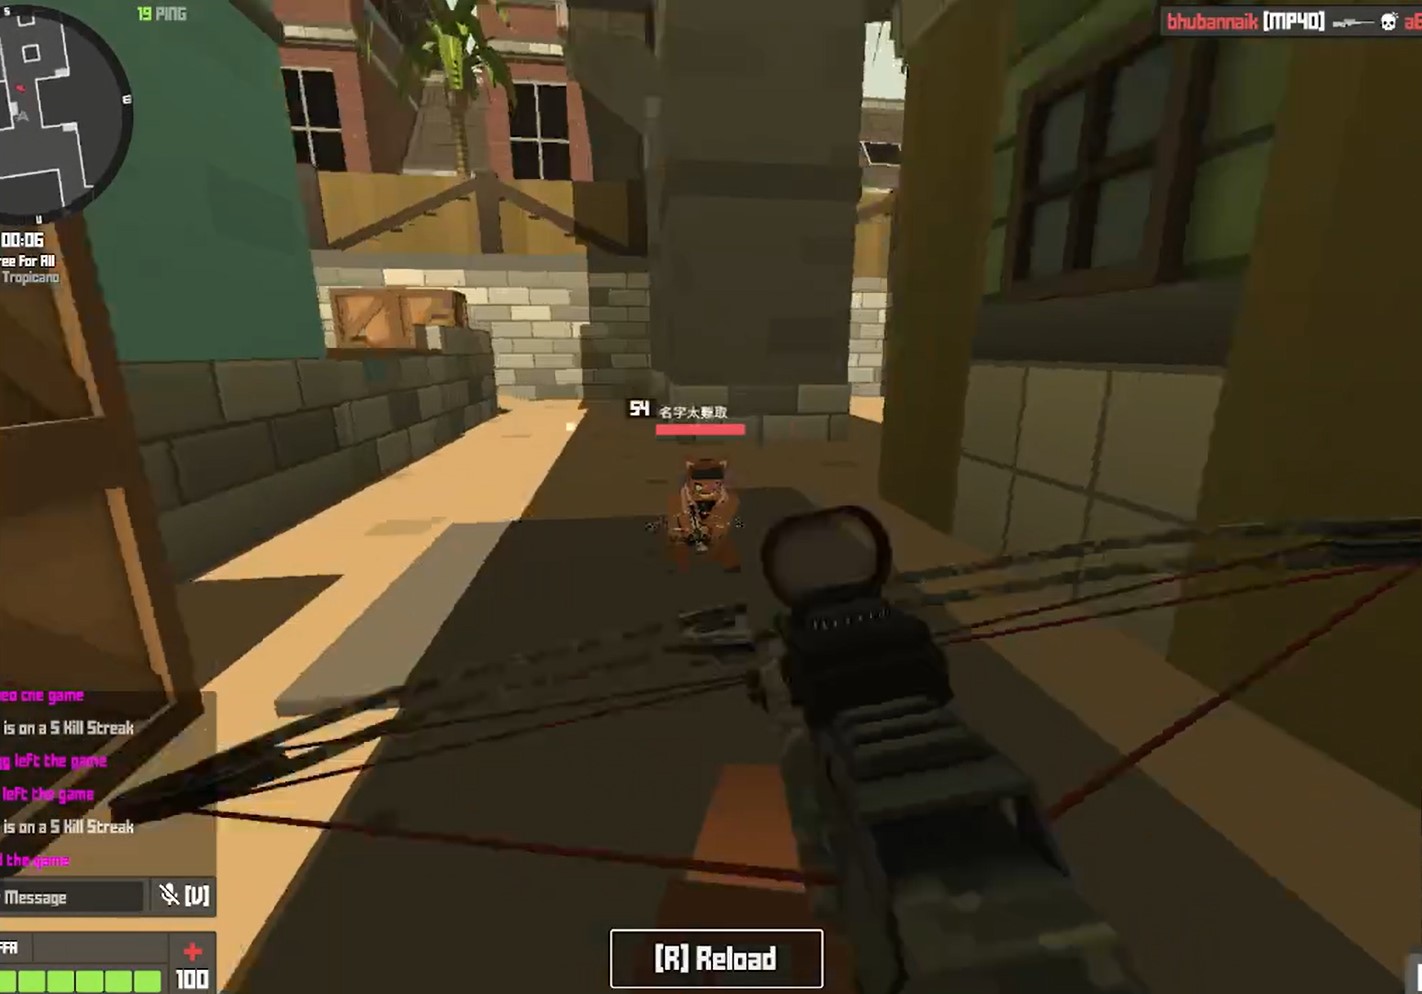 S
19 PING
bhubannaik [MP40]
E
A
00:06
ree For All
Tropicano
54 名字太難取
eo the game
is on a 5 Kill Streak
left the game
left the game
is on a 5 Kill Streak
the game
Message
[V]
FFA
100
[R] Reload